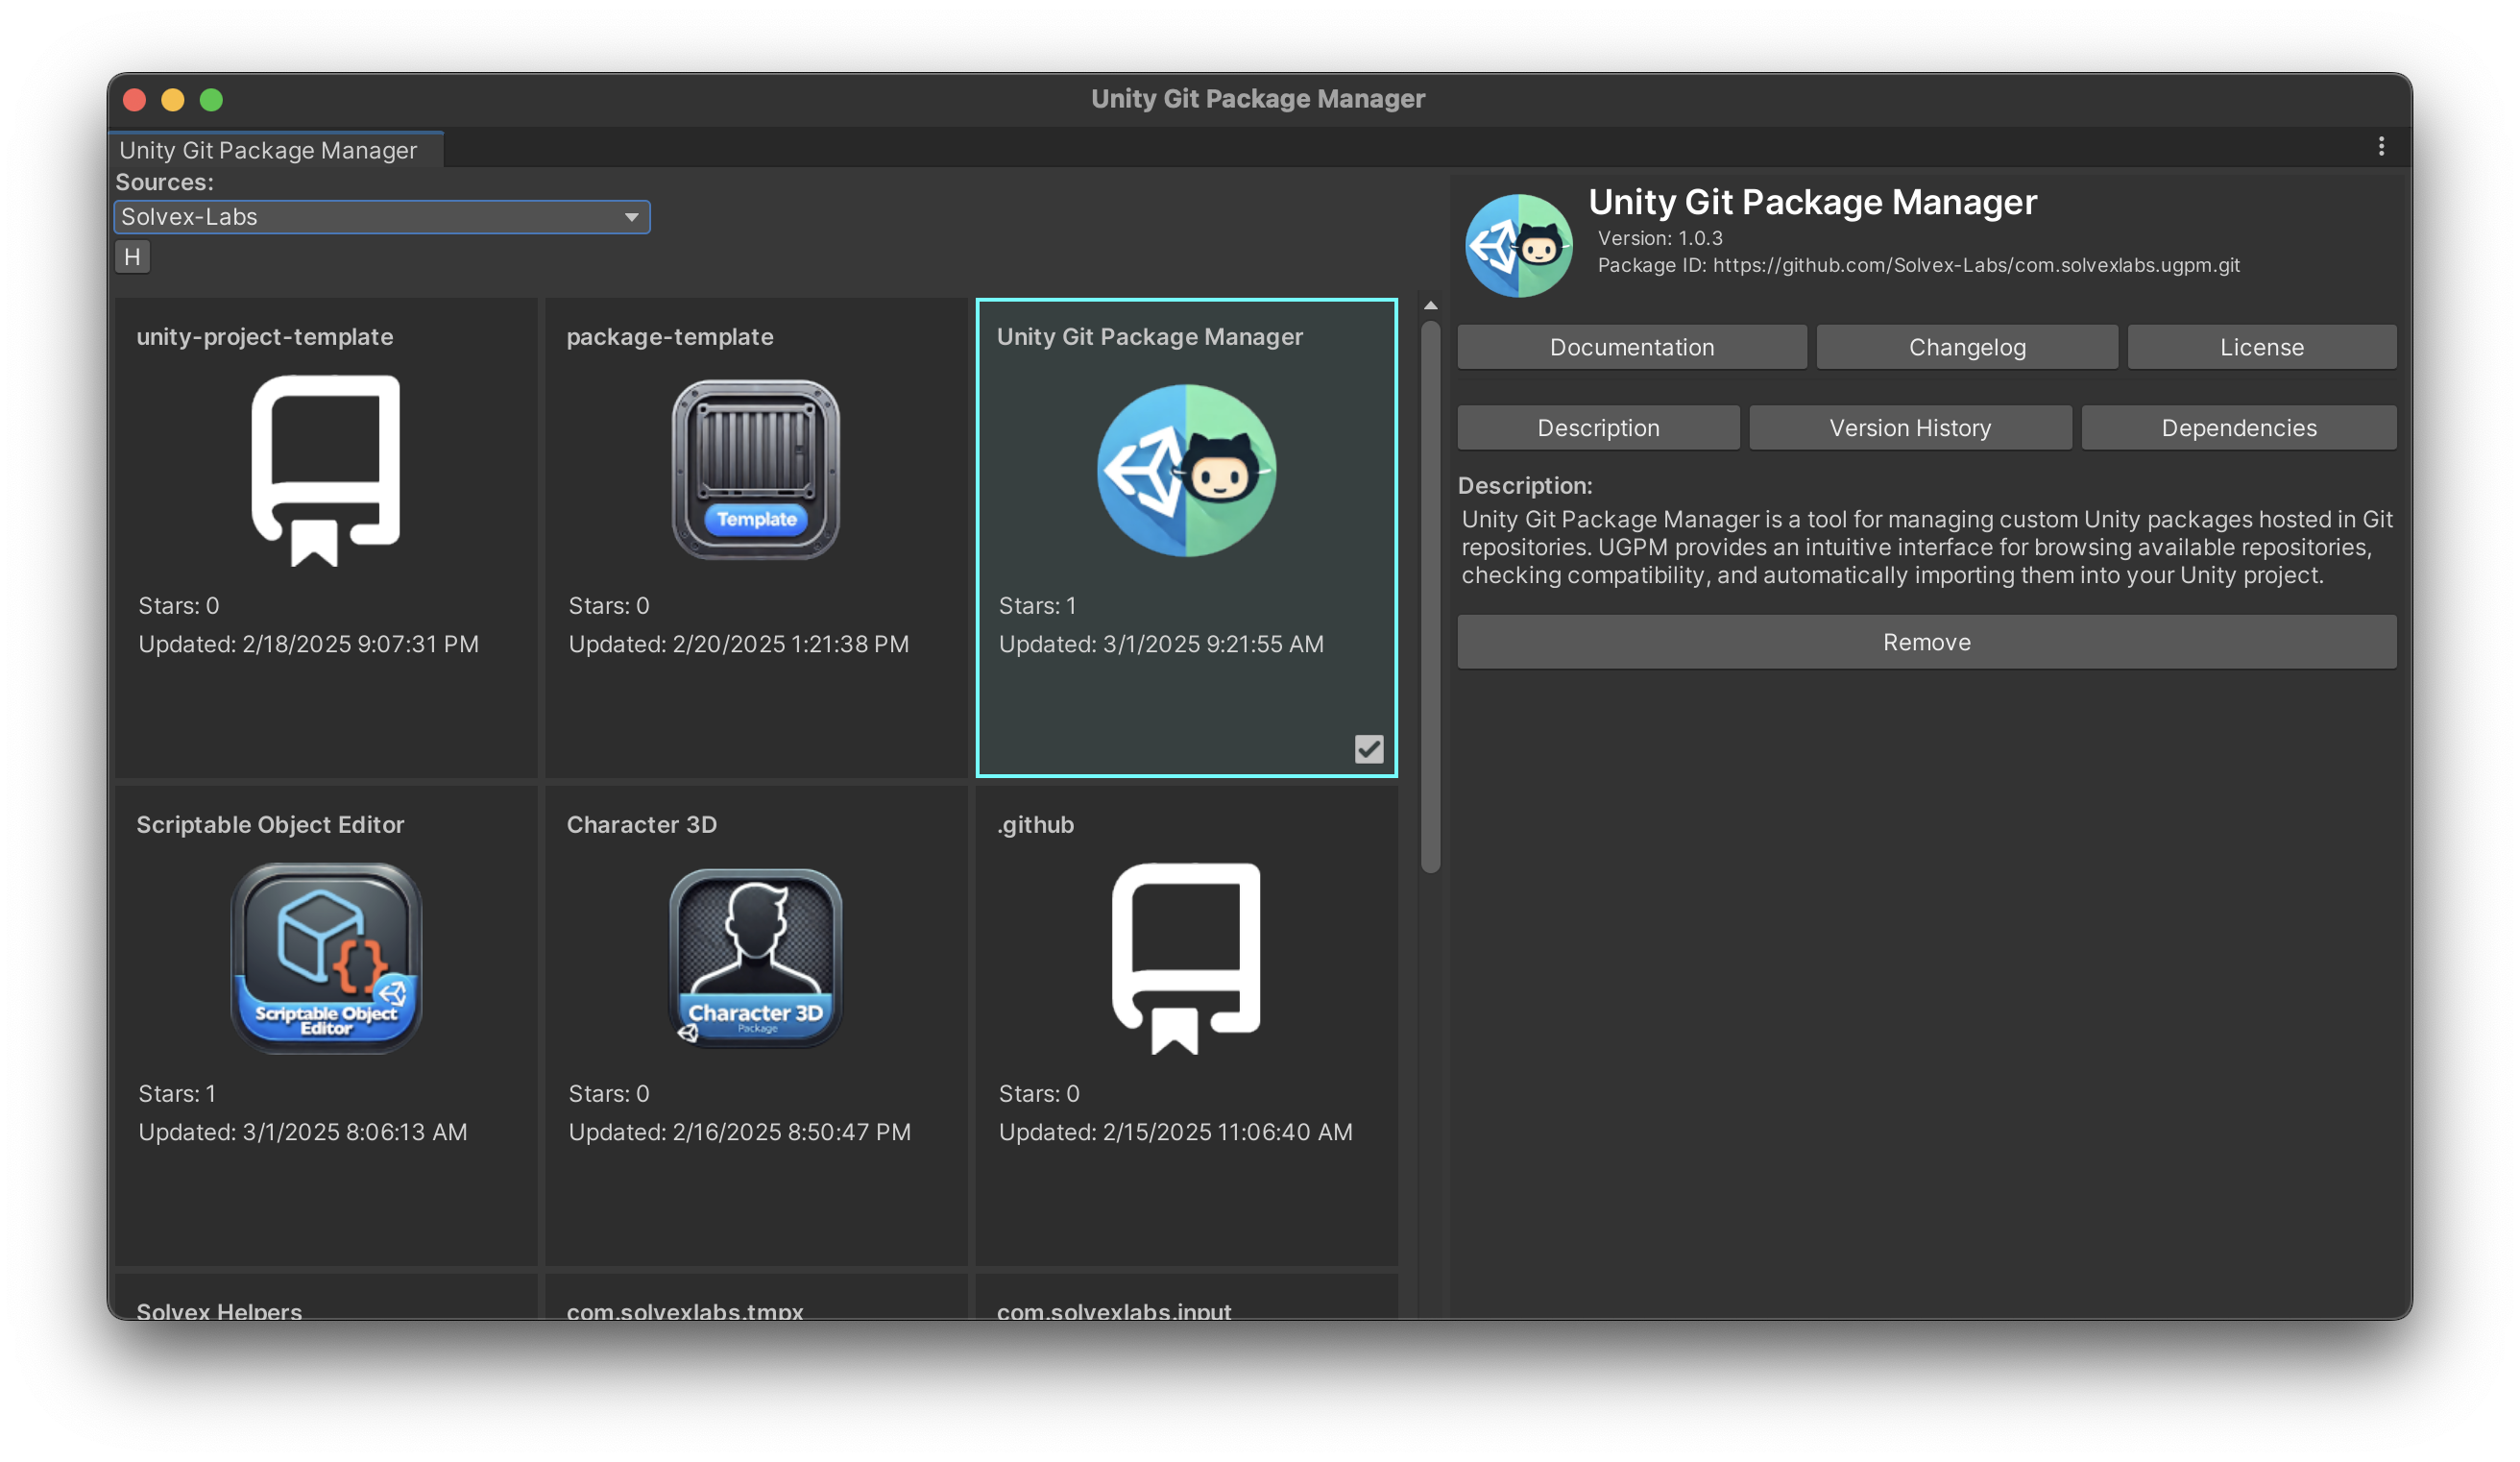 Unity Git Package Manager
Unity Git Package Manager
Sources:
Solvex-Labs
H
unity-project-template
Stars: 0
Updated: 2/18/2025 9:07:31 PM
package-template
Template
Stars: 0
Updated: 2/20/2025 1:21:38 PM
Unity Git Package Manager
Stars: 1
Updated: 3/1/2025 9:21:55 AM
Scriptable Object Editor
Scriptable Object
Editor
Stars: 1
Updated: 3/1/2025 8:06:13 AM
Character 3D
Character 3D
Package
Stars: 0
Updated: 2/16/2025 8:50:47 PM
.github
Stars: 0
Updated: 2/15/2025 11:06:40 AM
Solvex Helpers
com.solvexlabs.tmpx
com.solvexlabs.input
Unity Git Package Manager
Version: 1.0.3
Package ID: https://github.com/Solvex-Labs/com.solvexlabs.ugpm.git
Documentation
Changelog
License
Description
Version History
Dependencies
Description:
Unity Git Package Manager is a tool for managing custom Unity packages hosted in Git
repositories. UGPM provides an intuitive interface for browsing available repositories,
checking compatibility, and automatically importing them into your Unity project.
Remove